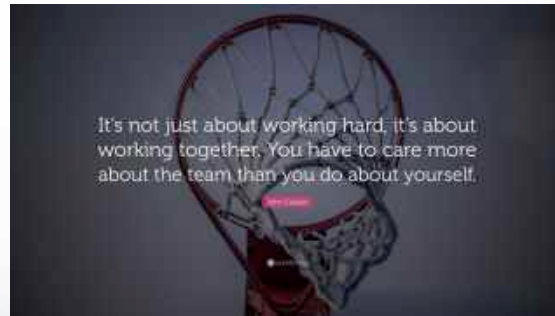 It's not just about working hard, it's about
working together. You have to care more
about the team than you do about yourself.